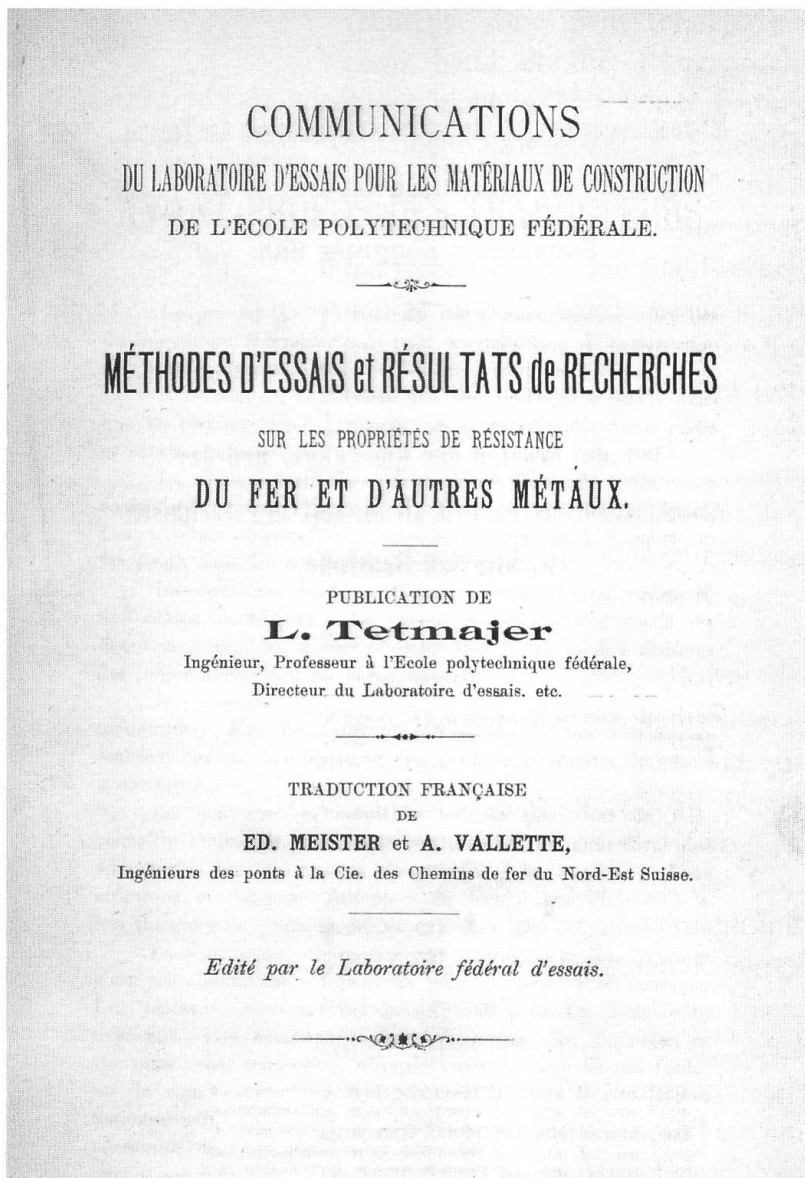 COMMUNICATIONS
DU LABORATOIRE D'ESSAIS POUR LES MATÉRIAUX DE CONSTRUCTION
DE L'ECOLE POLYTECHNIQUE FÉDÉRALE.
MÉTHODES D'ESSAIS et RÉSULTATS de RECHERCHES
SUR LES PROPRIÉTÉS DE RÉSISTANCE
DU FER ET D'AUTRES MÉTAUX.
PUBLICATION DE
L. Tetmajer
Ingénieur, Professeur à l'Ecole polytechnique fédérale,
Directeur du Laboratoire d'essais. etc.
TRADUCTION FRANÇAISE
DE
ED. MEISTER et A. VALLETTE,
Ingénieurs des ponts à la Cie. des Chemins de fer du Nord-Est Suisse.
Edité par le Laboratoire fédéral d'essais.